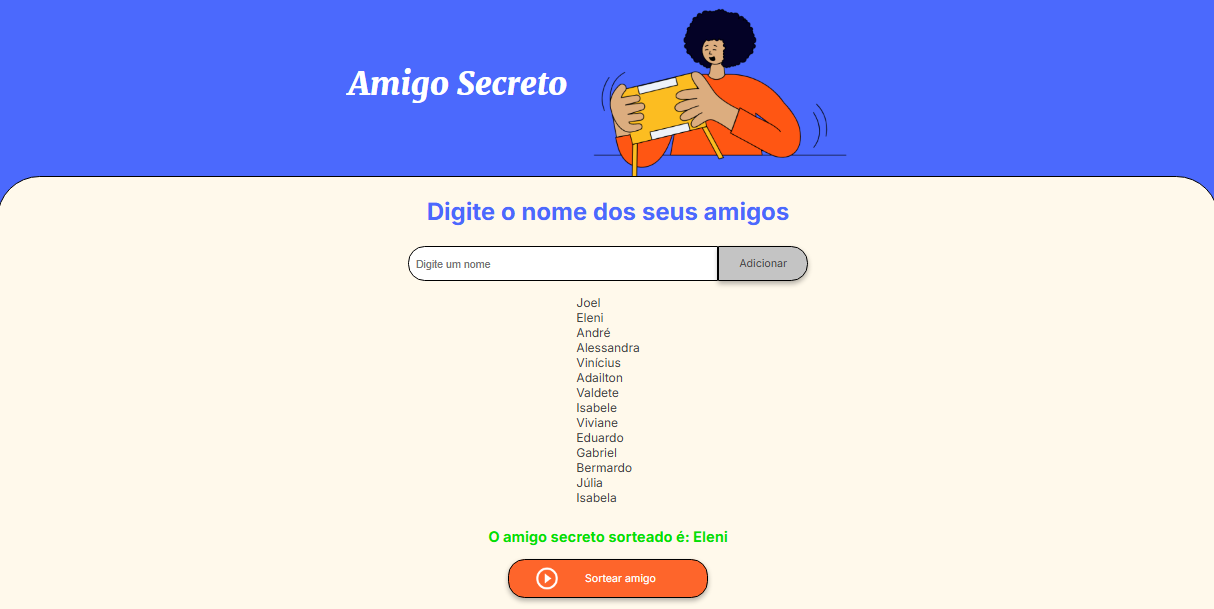 Amigo Secreto
Digite o nome dos seus amigos
Digite um nome
Adicionar
Joel
Eleni
André
Alessandra
Vinícius
Adailton
Valdete
Isabele
Viviane
Eduardo
Gabriel
Bermardo
Júlia
Isabela
O amigo secreto sorteado é: Eleni
Sortear amigo